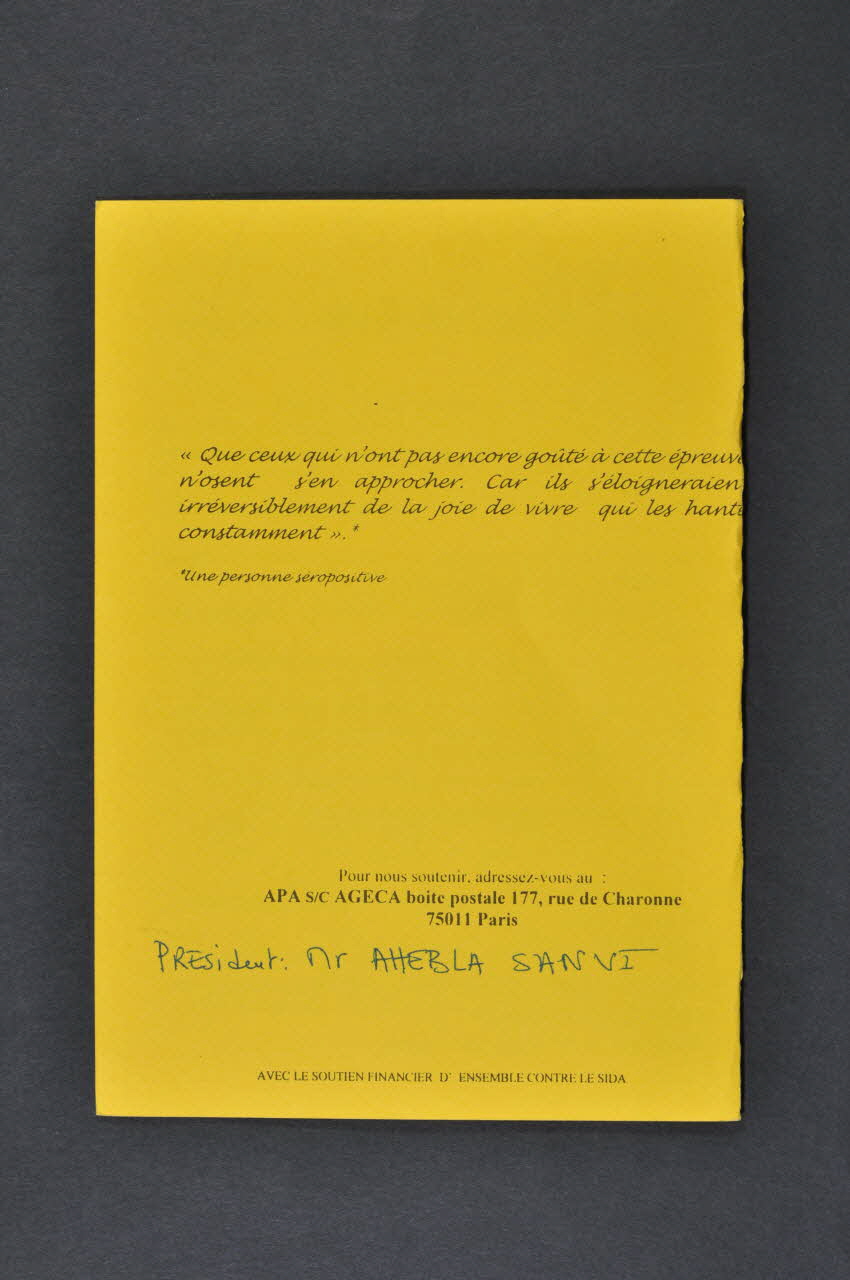 « Que ceux qui n'ont pas encore goûté à cette épreuve
n'osent s'en approcher. Car ils s'éloigneraien
irréversiblement de la joie de vivre qui les hante
constamment ».*
*Une personne séropositive
Pour nous soutenir, adressez-vous au :
APA S/C AGECA boite postale 177, rue de Charonne
75011 Paris
PRESident: Mr AHEBLA SANVI
AVEC LE SOUTIEN FINANCIER D' ENSEMBLE CONTRE LE SIDA